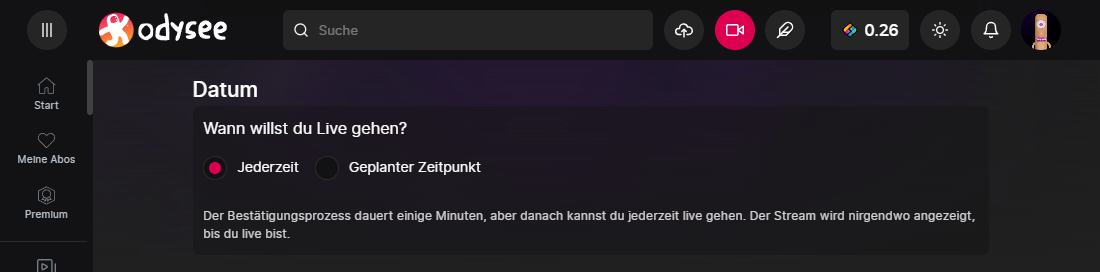 odysee
Suche
0.26
Start
Meine Abos
Premium
Datum
Wann willst du Live gehen?
Jederzeit
Geplanter Zeitpunkt
Der Bestätigungsprozess dauert einige Minuten, aber danach kannst du jederzeit live gehen. Der Stream wird nirgendwo angezeigt,
bis du live bist.